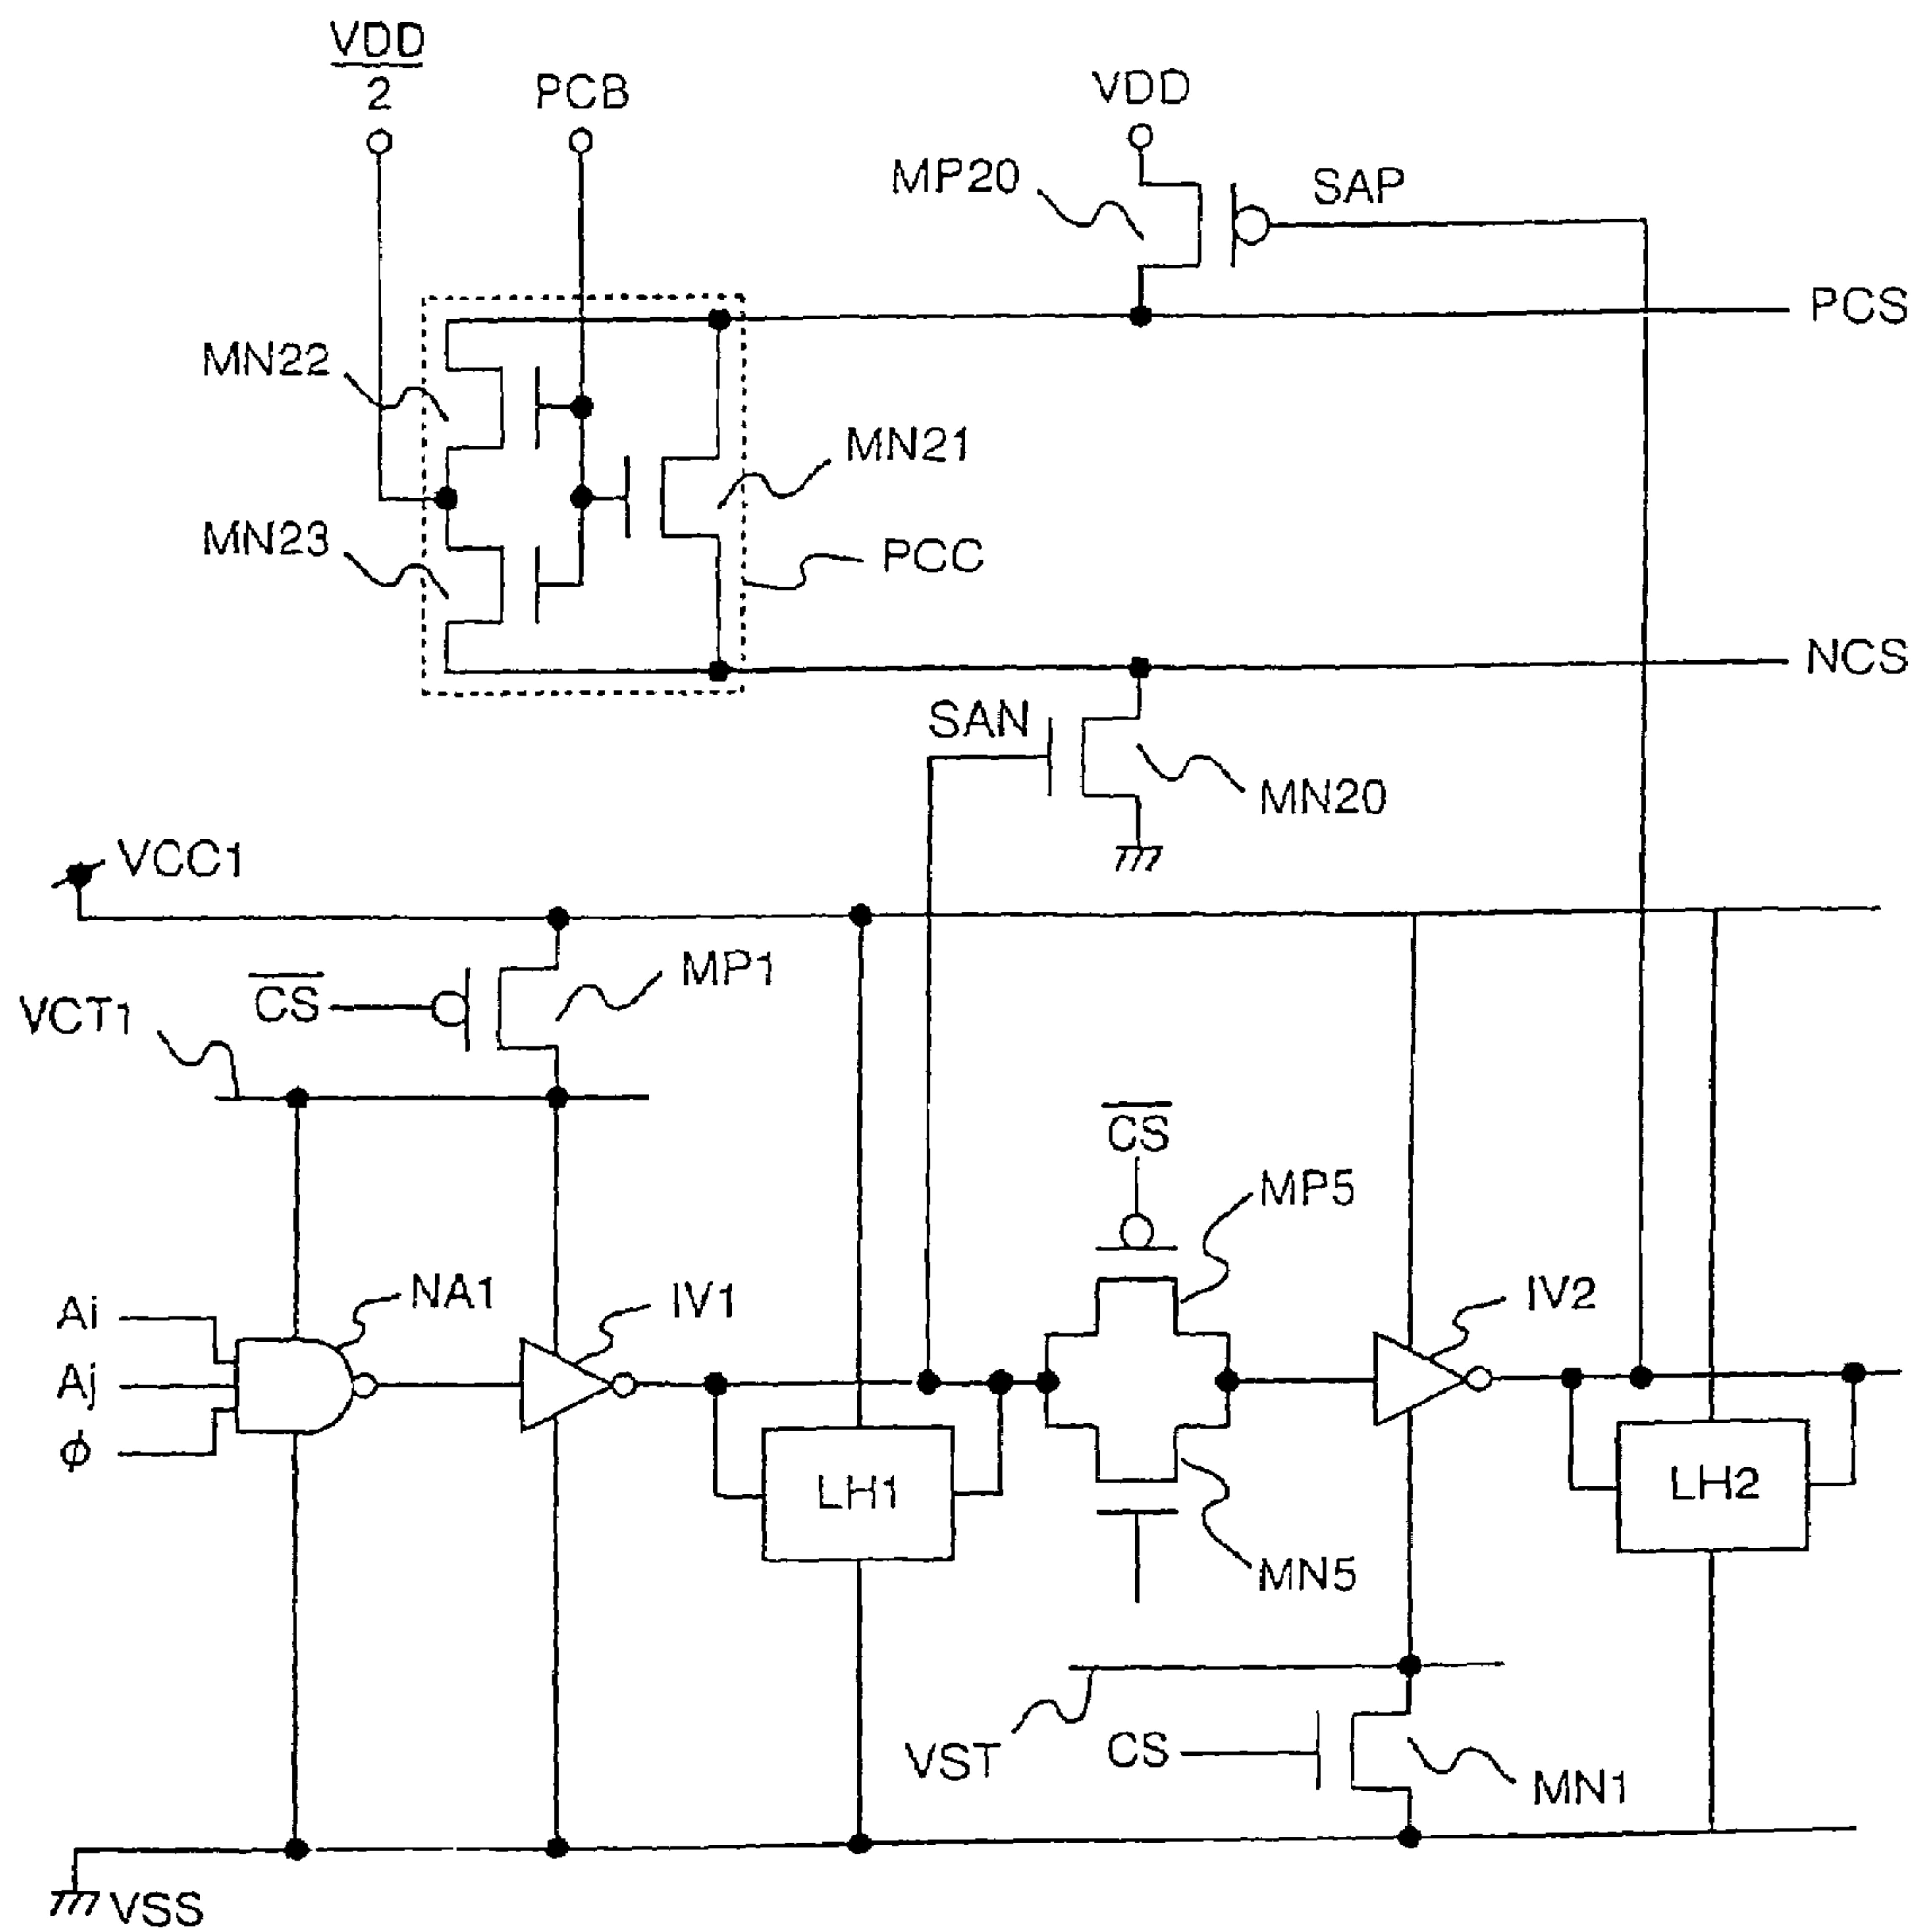 VDD
2
PCB
VDD
MP20
SAP
PCS
MN22
MN21
MN23
PCC
NCS
SAN
MN20
VCC1
MP1
CS
VCT1
CS
MP5
Ai
NA1
IV1
IV2
Aj
ϕ
LH1
LH2
MN5
VST
CS
MN1
VSS